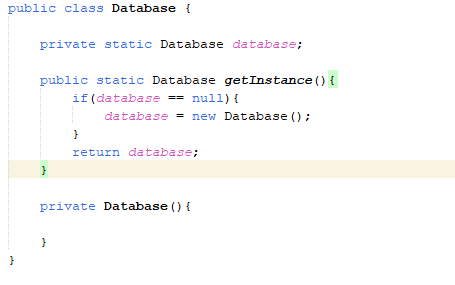 public class Database {
private static Database database;
public static Database getInstance(){
if(database == null){
database = new Database();
}
return database;
}
private Database(){
}
}